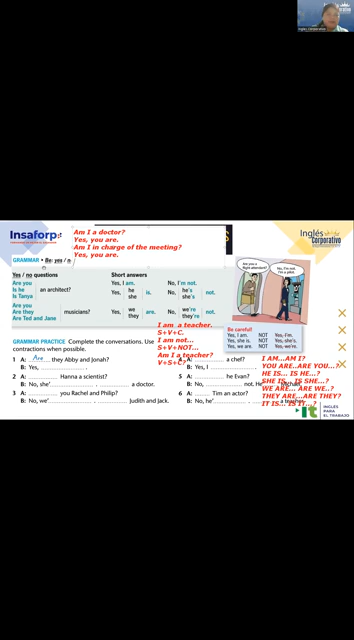 Inglés Corporativo
Insaforp
Am I a doctor?
Yes, you are.
Am I in charge of the meeting?
Yes, you are.
Inglés
corporativo
GRAMMAR • Be: yes / n
o
Yes / no questions
Short answers
Are you
Is he
Is Tanya
an architect?
Yes, I am.
No, I'm not.
Yes,
he
she
is.
No,
he's
she's
not.
Are you
Are they
Are Ted and Jane
musicians?
Yes,
we
they
are.
No,
we're
they're
not.
Are you a
flight attendant?
No, I'm not.
I'm a pilot.
Be careful!
Yes, I am. NOT Yes, I'm.
Yes, she is. NOT Yes, she's.
Yes, we are. NOT Yes, we're.
I am a teacher.
S+V+C.
I am not...
S+V+NOT...
Am I a teacher?
V+S+C?
GRAMMAR PRACTICE Complete the conversations. Use
contractions when possible.
1 A: Are they Abby and Jonah?
B: Yes,
2 A: Hanna a scientist?
B: No, she' a doctor.
3 A: you Rachel and Philip?
B: No, we' Judith and Jack.
A: a chef?
B: Yes, I
5 A: he Evan?
B: No, not. He Michael.
6 A: Tim an actor?
B: No, he' a teacher.
I AM...AM I?
YOU ARE..ARE YOU...?
HE IS... IS HE...?
SHE IS... IS SHE...?
WE ARE... ARE WE..?
THEY ARE...ARE THEY?
IT IS... IS IT...?
It
INGLÉS
PARA
EL TRABAJO